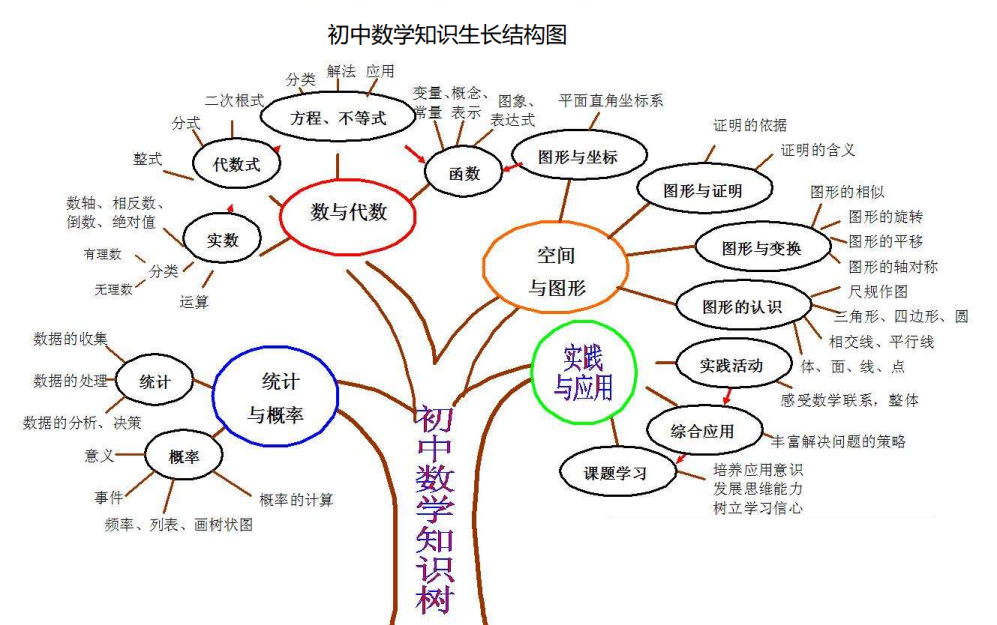 初中数学知识生长结构图
分类
解法
应用
方程、不等式
二次根式
分式
整式
代数式
变量、
常量
概念、
表示
图象、
表达式
函数
平面直角坐标系
图形与坐标
证明的依据
证明的含义
图形与证明
数轴、相反数、
倒数、绝对值
实数
有理数
分类
无理数
运算
数与代数
空间
与图形
图形的相似
图形的旋转
图形的平移
图形的轴对称
图形与变换
图形的认识
尺规作图
三角形、四边形、圆
相交线、平行线
体、面、线、点
数据的收集
数据的处理
数据的分析、决策
统计
统计
与概率
概率
意义
事件
频率、列表、画树状图
概率的计算
实践
与应用
实践活动
感受数学联系，整体
综合应用
丰富解决问题的策略
课题学习
培养应用意识
发展思维能力
树立学习信心
初中数学知识树